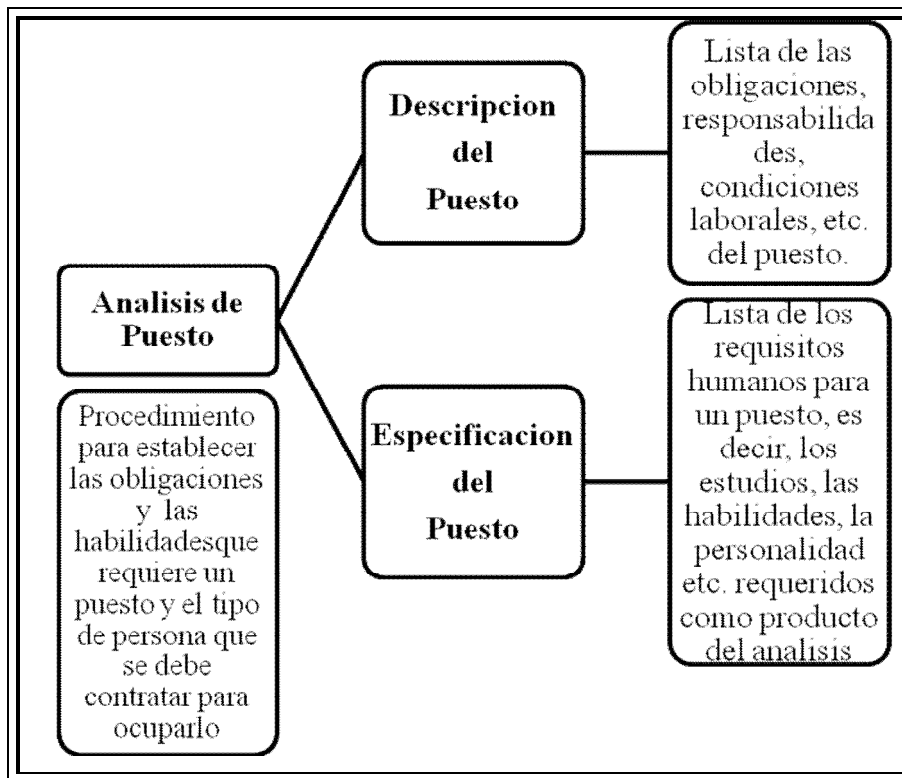 Analisis de
Puesto
Procedimiento
para establecer
las obligaciones
y las
habilidadesque
requiere un
puesto y el tipo
de persona que
se debe
contratar para
ocuparlo
Descripcion
del
Puesto
Lista de las
obligaciones,
responsabilida
des,
condiciones
laborales, etc.
del puesto.
Especificacion
del
Puesto
Lista de los
requisitos
humanos para
un puesto, es
decir, los
estudios, las
habilidades, la
personalidad
etc. requeridos
como producto
del analisis